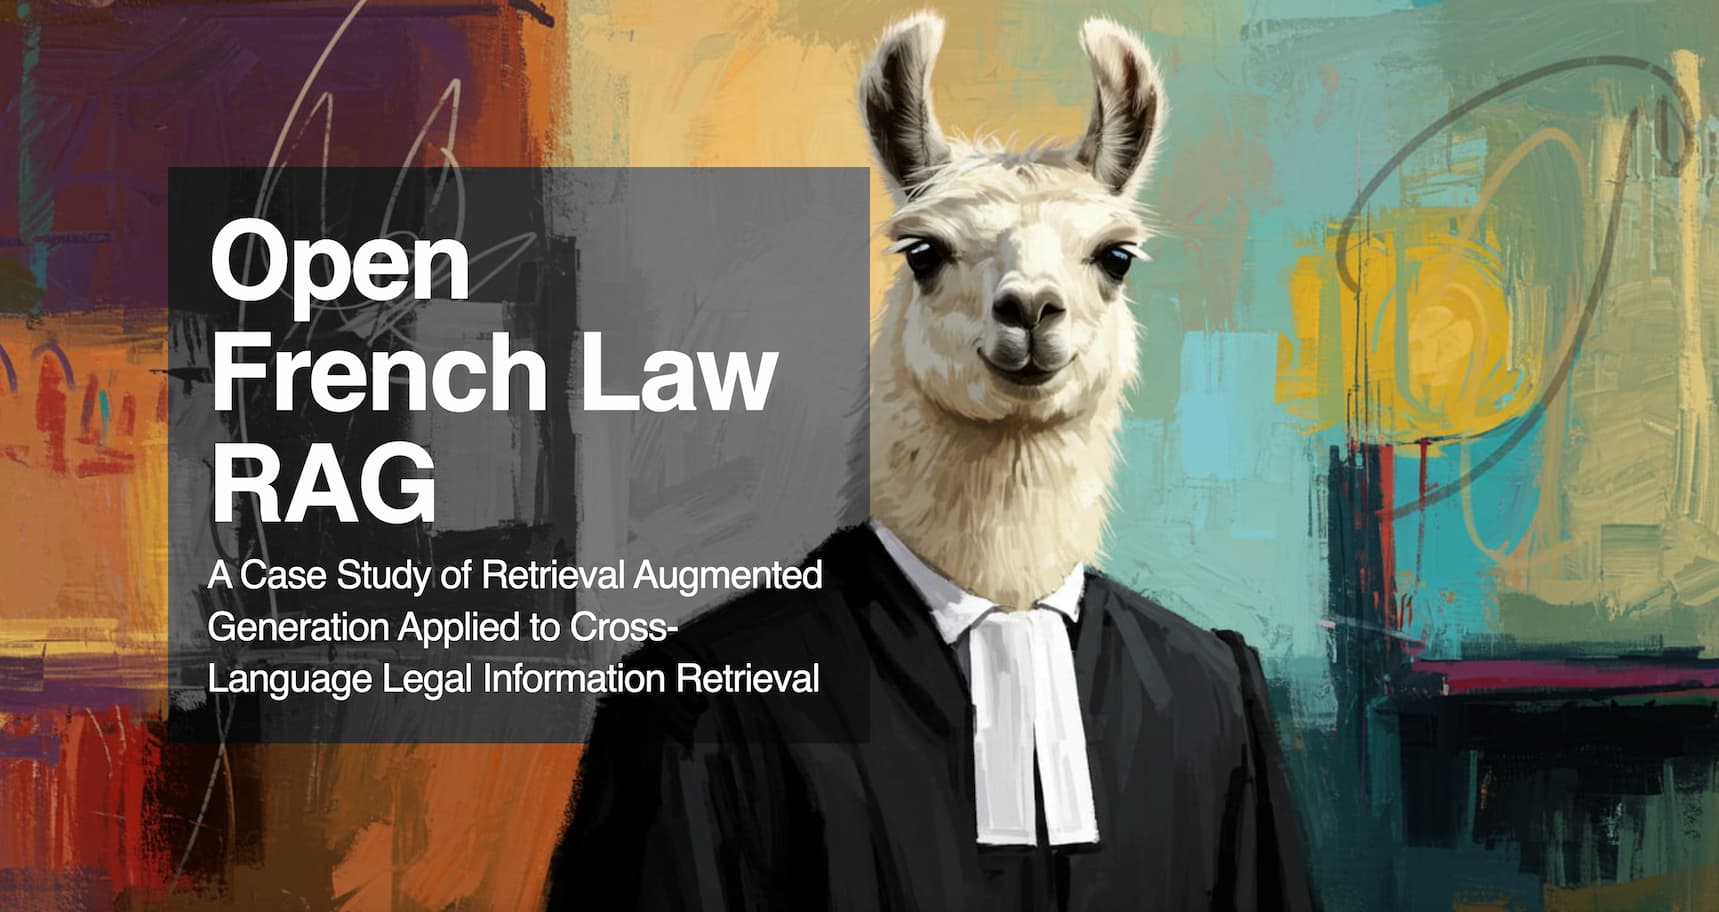 Open
French Law
RAG
A Case Study of Retrieval Augmented
Generation Applied to Cross-
Language Legal Information Retrieval